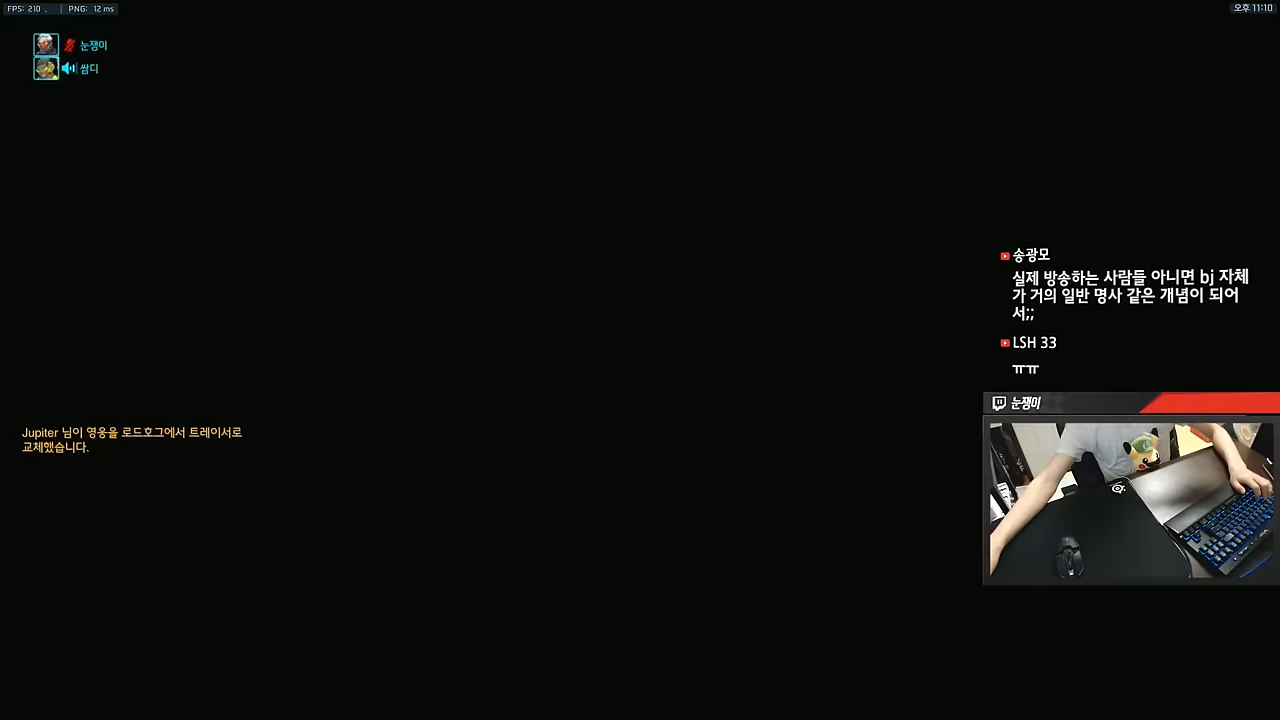 FPS: 210 . | PNG: 12 ms
오후 11:10
눈쟁이
쌈디
송광모
실제 방송하는 사람들 아니면 bj 자체
가 거의 일반 명사 같은 개념이 되어
서;;
LSH 33
ㅠㅠ
눈쟁이
Jupiter 님이 영웅을 로드호그에서 트레이서로
교체했습니다.